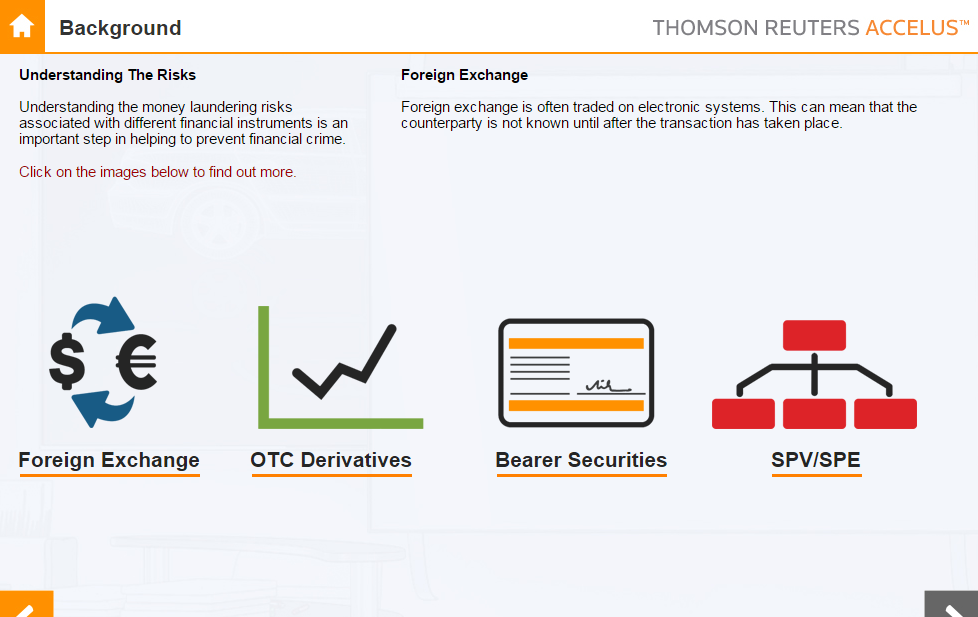 Background
THOMSON REUTERS ACCELUS™
Understanding The Risks
Understanding the money laundering risks
associated with different financial instruments is an
important step in helping to prevent financial crime.
Click on the images below to find out more.
Foreign Exchange
Foreign exchange is often traded on electronic systems. This can mean that the
counterparty is not known until after the transaction has taken place.
$ €
Foreign Exchange
OTC Derivatives
Bearer Securities
SPV/SPE